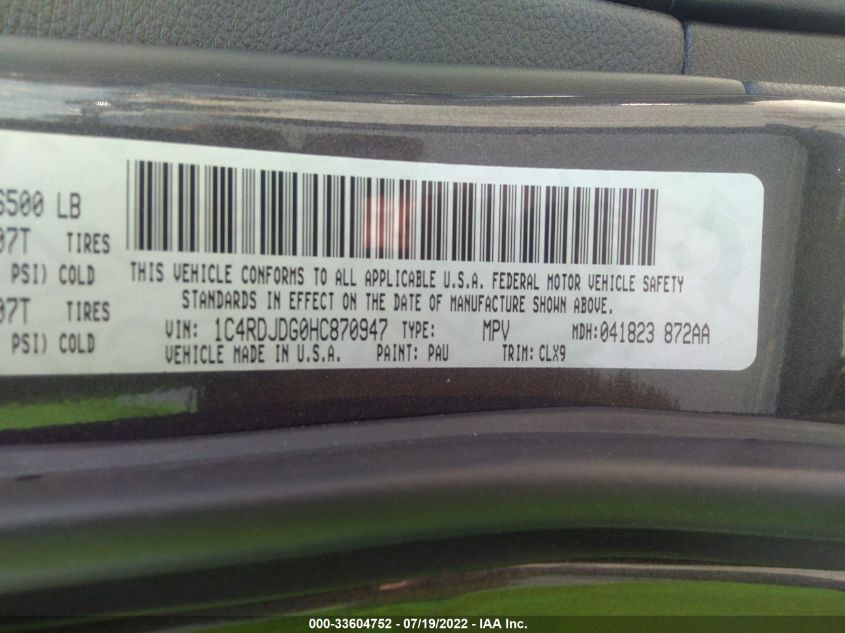 6500 LB
07T TIRES
PSI) COLD
07T TIRES
PSI) COLD
THIS VEHICLE CONFORMS TO ALL APPLICABLE U.S.A. FEDERAL MOTOR VEHICLE SAFETY
STANDARDS IN EFFECT ON THE DATE OF MANUFACTURE SHOWN ABOVE.
VIN: 1C4RDJDG0HC870947 TYPE: MPV MDH:041823 872AA
VEHICLE MADE IN U.S.A. PAINT: PAU TRIM: CLX9
000-33604752 - 07/19/2022 - IAA Inc.